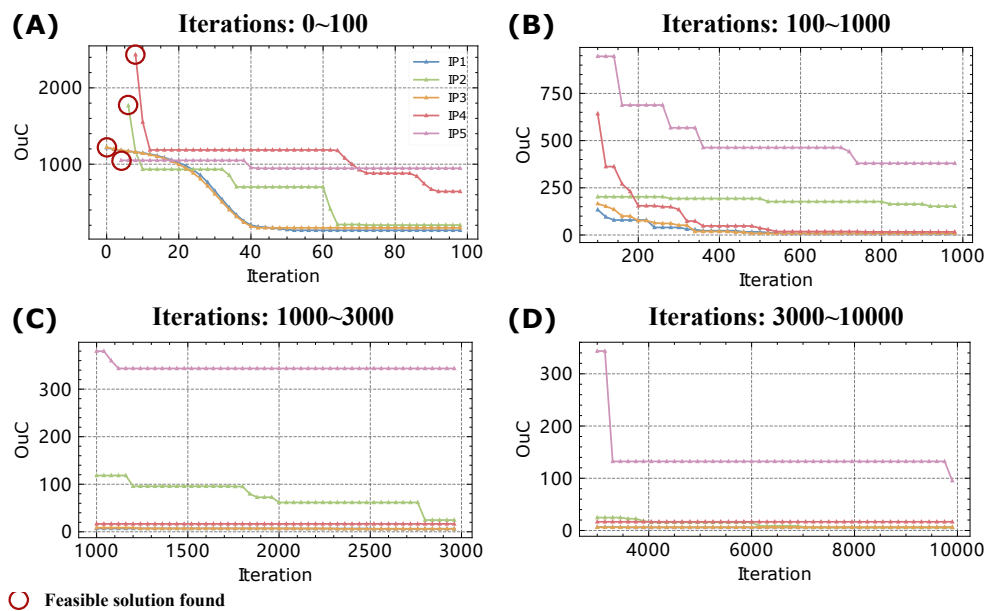 (A) Iterations: 0~100
2000
1000
OuC
0 20 40 60 80 100
Iteration
IP1
IP2
IP3
IP4
IP5
(B) Iterations: 100~1000
750
500
250
0
OuC
200 400 600 800 1000
Iteration
(C) Iterations: 1000~3000
300
200
100
0
OuC
1000 1500 2000 2500 3000
Iteration
(D) Iterations: 3000~10000
300
200
100
0
OuC
4000 6000 8000 10000
Iteration
Feasible solution found